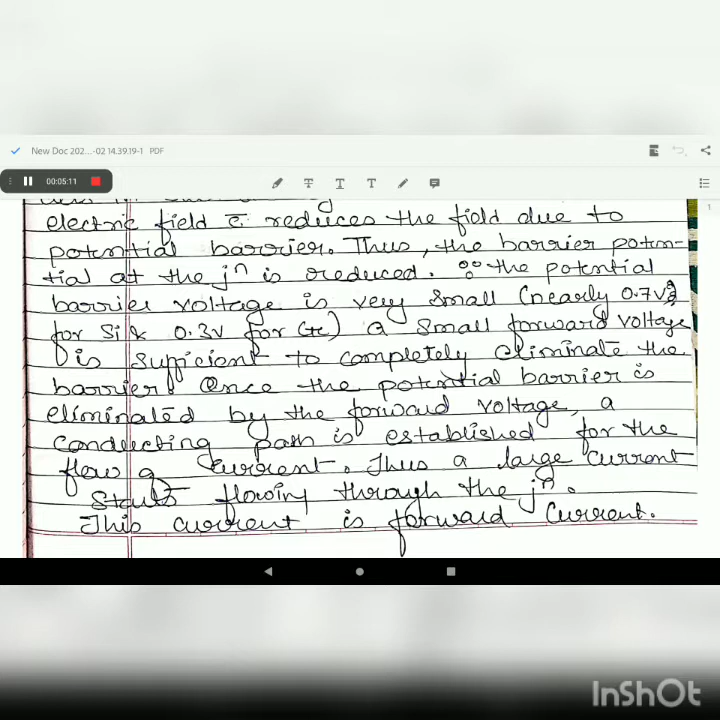 New Doc 202...-02 14.39.19-1 PDF
00:05:11
1
electric field c̄ reduces the field due to
potential barrier. Thus, the barrier poten-
tial at the jⁿ is reduced. ∵ the potential
barrier voltage is very small (nearly 0.7V
for Si & 0.3V for Ge) a small forward voltage
is sufficient to completely eliminate the
barrier. Once the potential barrier is
eliminated by the forward voltage, a
conducting path is established for the
flow of current. Thus a large current
starts flowing through the jⁿ.
This current is forward current.
InShOt